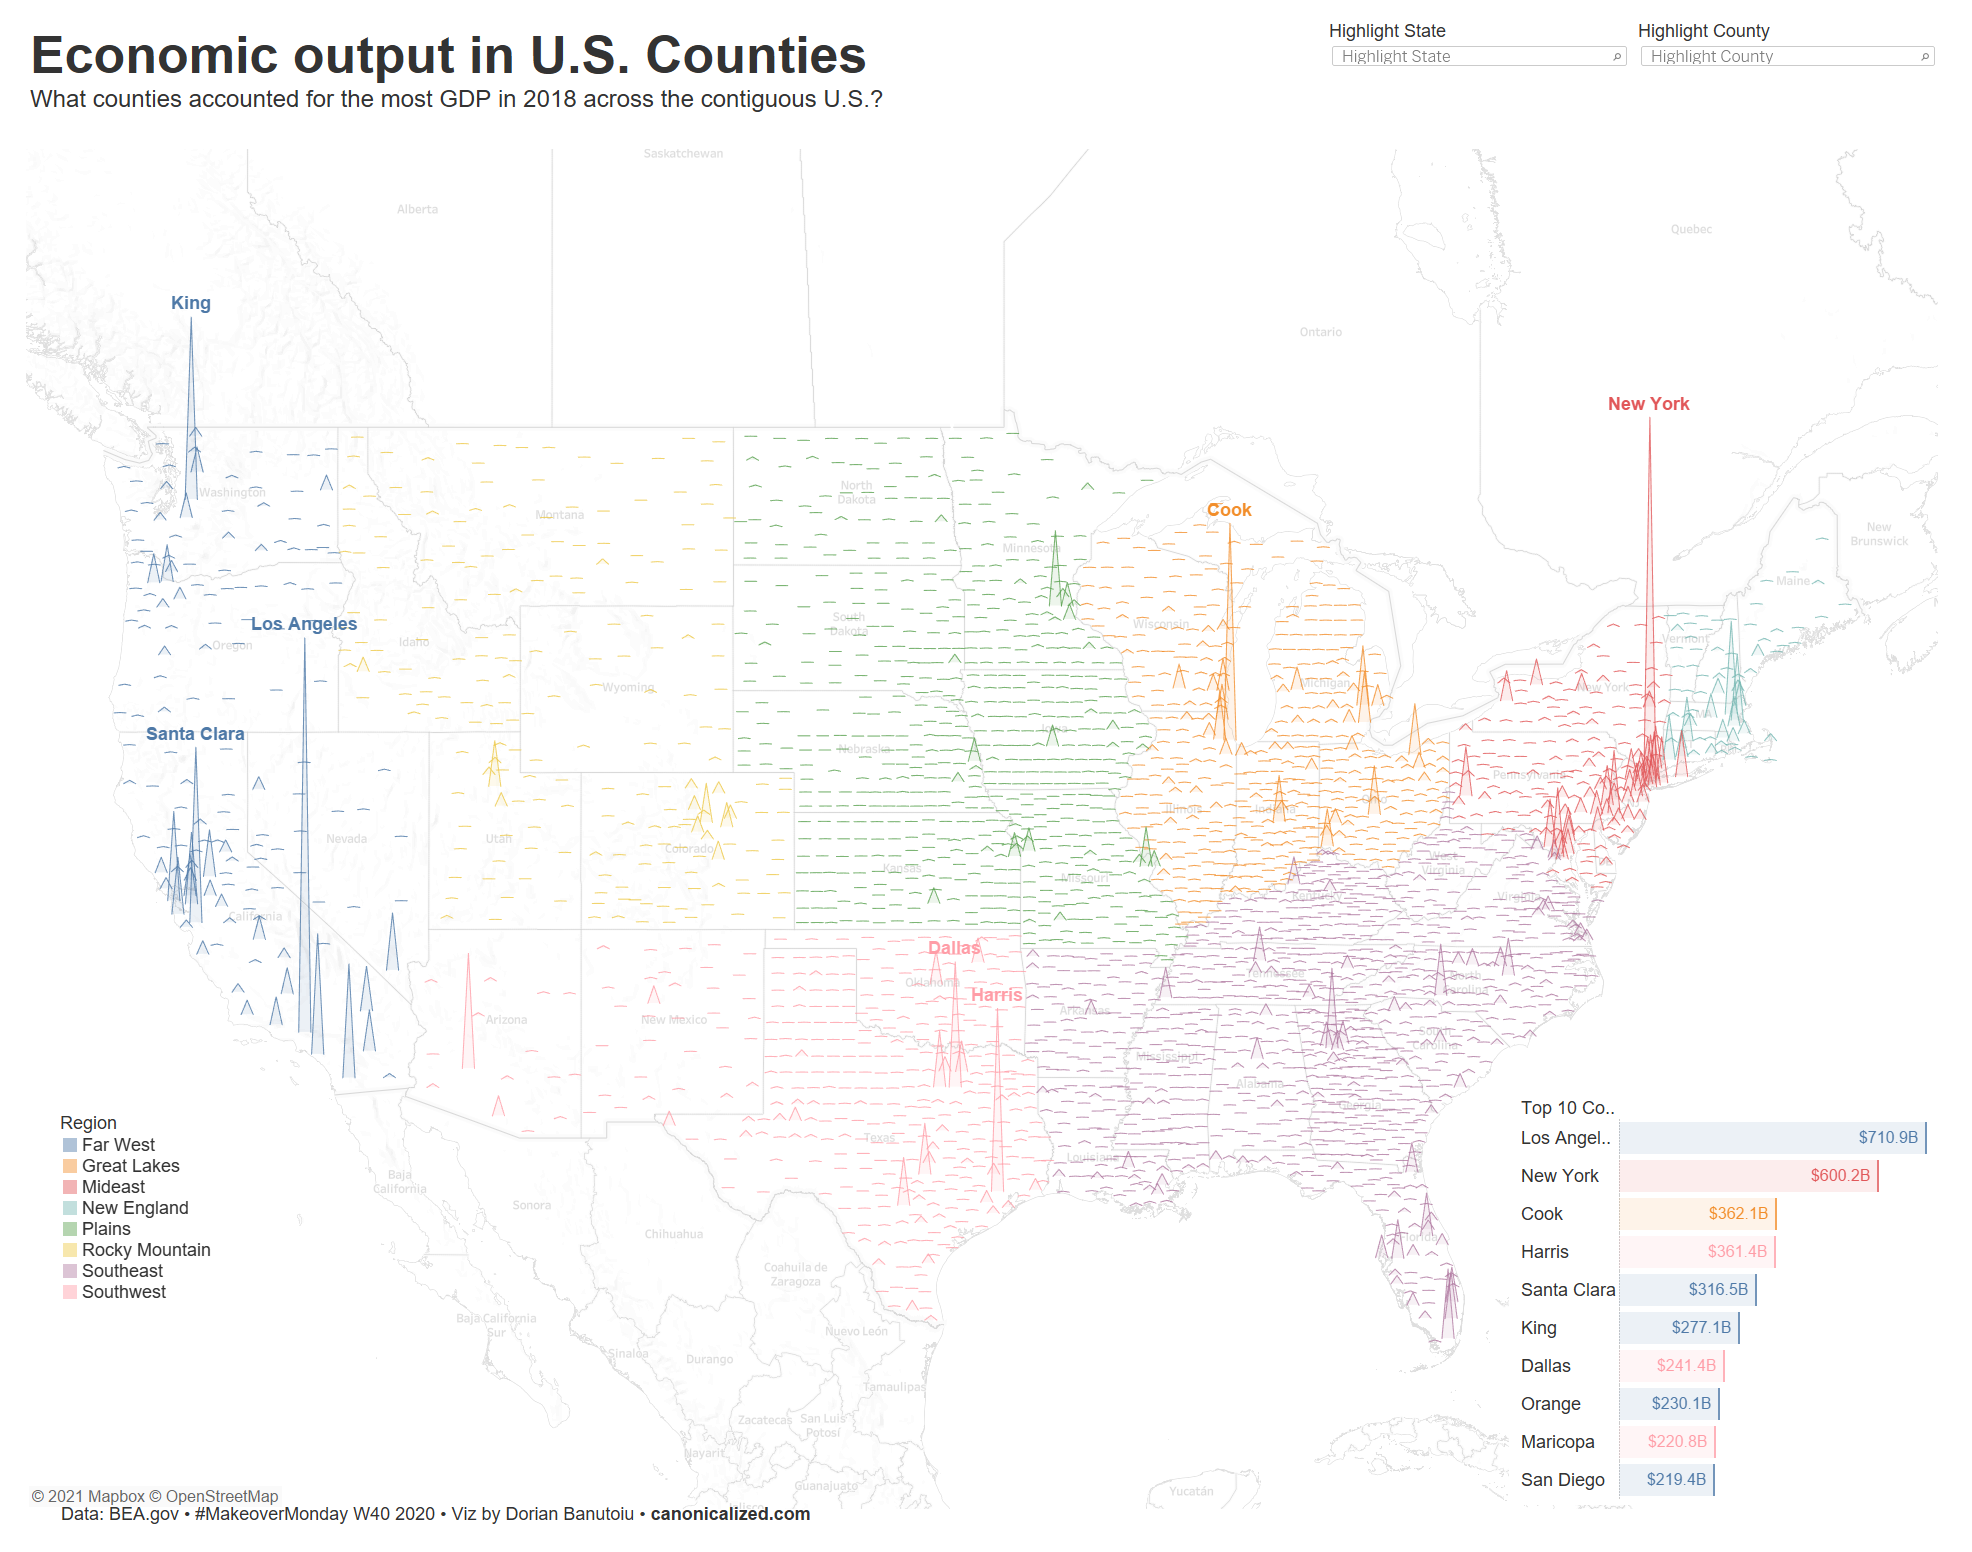 Economic output in U.S. Counties
What counties accounted for the most GDP in 2018 across the contiguous U.S.?
Highlight State
Highlight State
Highlight County
Highlight County
Saskatchewan
Alberta
Quebec
Ontario
King
New York
Cook
Washington
Montana
North
Dakota
Minnesota
New
Brunswick
Maine
Los Angeles
Oregon
Idaho
South
Dakota
Wisconsin
Vermont
Wyoming
Michigan
New York
Santa Clara
Nebraska
Iowa
Pennsylvania
Nevada
Utah
Colorado
Kansas
Missouri
Illinois
Indiana
Ohio
West
Virginia
Virginia
Kentucky
California
Dallas
Harris
Oklahoma
Arizona
New Mexico
Arkansas
Tennessee
North
Carolina
South
Carolina
Mississippi
Alabama
Georgia
Texas
Louisiana
Florida
Baja
California
Sonora
Chihuahua
Coahuila de
Zaragoza
Baja California
Sur
Sinaloa
Durango
Nuevo León
Tamaulipas
Zacatecas
San Luis
Potosí
Nayarit
Guanajuato
Jalisco
Yucatán
Region
Far West
Great Lakes
Mideast
New England
Plains
Rocky Mountain
Southeast
Southwest
Top 10 Co..
Los Angel.. $710.9B
New York $600.2B
Cook $362.1B
Harris $361.4B
Santa Clara $316.5B
King $277.1B
Dallas $241.4B
Orange $230.1B
Maricopa $220.8B
San Diego $219.4B
© 2021 Mapbox © OpenStreetMap
Data: BEA.gov • #MakeoverMonday W40 2020 • Viz by Dorian Banutoiu • canonicalized.com